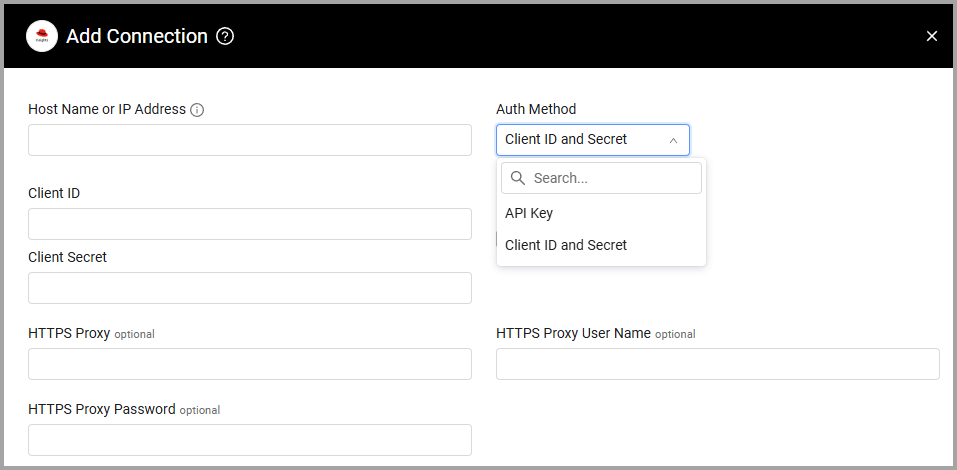 Add Connection
Host Name or IP Address
Auth Method
Client ID and Secret
Search...
API Key
Client ID and Secret
Client ID
Client Secret
HTTPS Proxy optional
HTTPS Proxy User Name optional
HTTPS Proxy Password optional